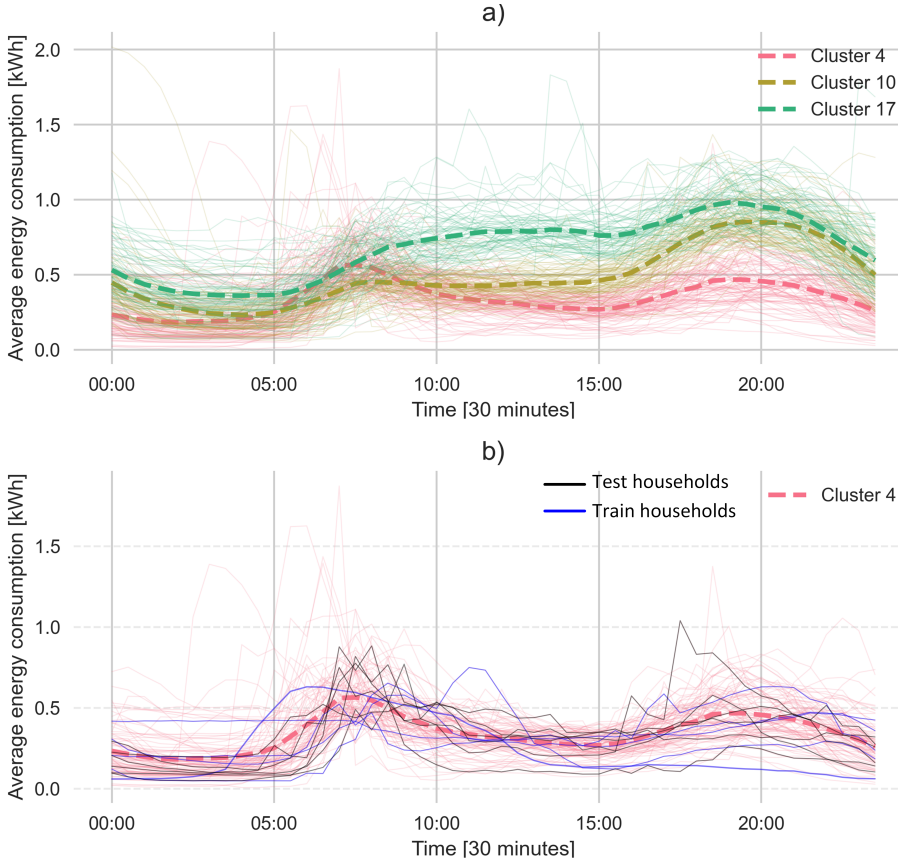 a)
Average energy consumption [kWh]
2.0
1.5
1.0
0.5
0.0
Cluster 4
Cluster 10
Cluster 17
00:00 05:00 10:00 15:00 20:00
Time [30 minutes]
b)
Average energy consumption [kWh]
1.5
1.0
0.5
0.0
Test households
Train households
Cluster 4
00:00 05:00 10:00 15:00 20:00
Time [30 minutes]